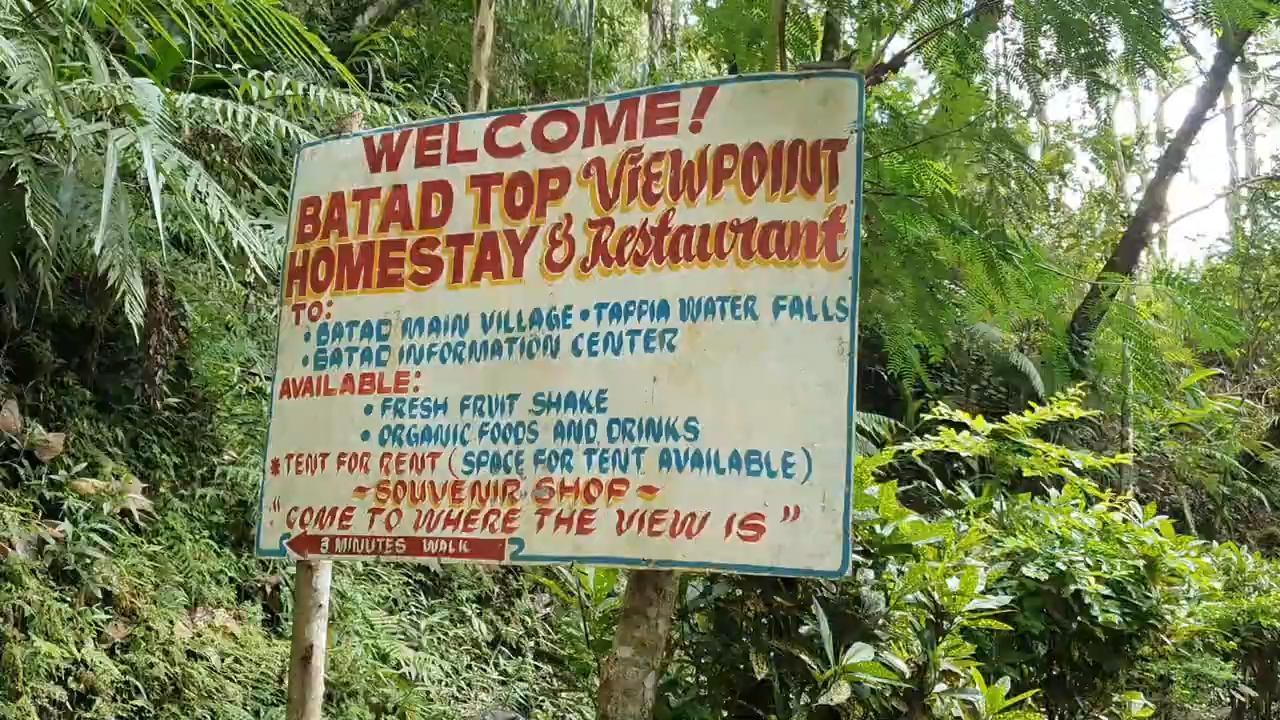 WELCOME!
BATAD TOP VIEWPOINT
HOMESTAY & Restaurant
TO:
• BATAD MAIN VILLAGE • TAPPIA WATER FALLS
• BATAD INFORMATION CENTER
AVAILABLE:
• FRESH FRUIT SHAKE
• ORGANIC FOODS AND DRINKS
*TENT FOR RENT (SPACE FOR TENT AVAILABLE)
~SOUVENIR SHOP~
"COME TO WHERE THE VIEW IS"
3 MINUTES WALK